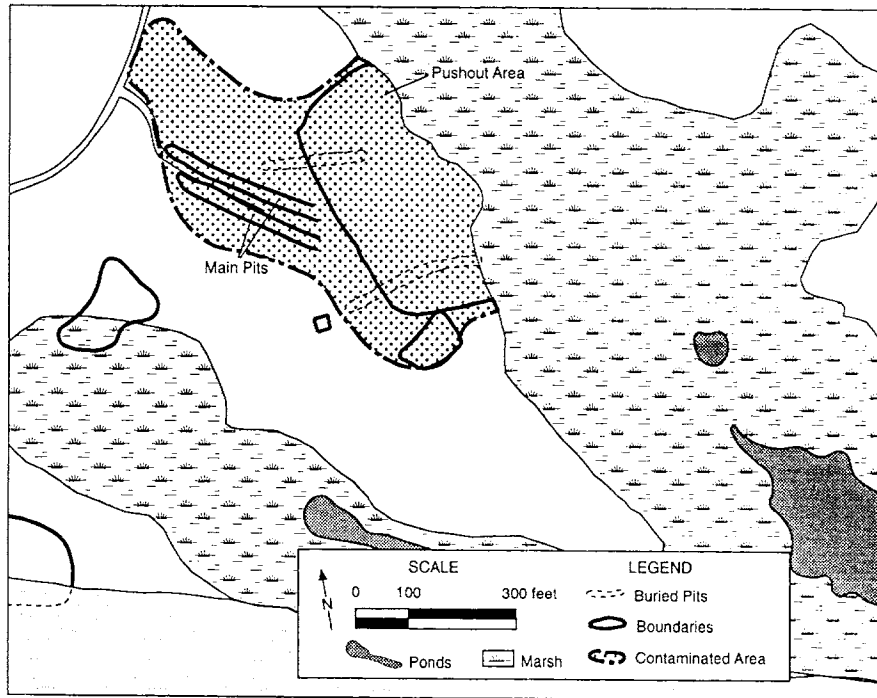 Pushout Area
Main Pits
SCALE
0 100 300 feet
N
Ponds
Marsh
LEGEND
Buried Pits
Boundaries
Contaminated Area